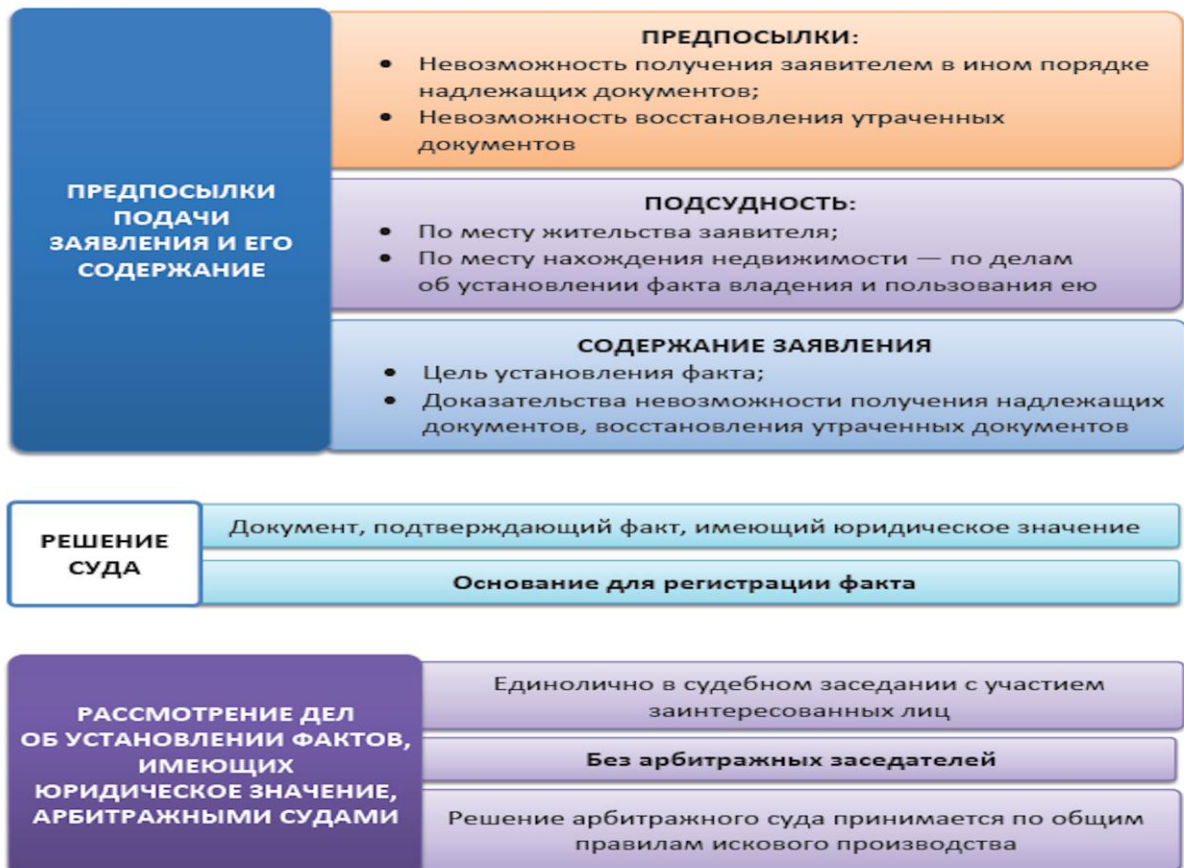 ПРЕДПОСЫЛКИ
ПОДАЧИ
ЗАЯВЛЕНИЯ И ЕГО
СОДЕРЖАНИЕ
ПРЕДПОСЫЛКИ:
• Невозможность получения заявителем в ином порядке
надлежащих документов;
• Невозможность восстановления утраченных
документов
ПОДСУДНОСТЬ:
• По месту жительства заявителя;
• По месту нахождения недвижимости — по делам
об установлении факта владения и пользования ею
СОДЕРЖАНИЕ ЗАЯВЛЕНИЯ
• Цель установления факта;
• Доказательства невозможности получения надлежащих
документов, восстановления утраченных документов
РЕШЕНИЕ
СУДА
Документ, подтверждающий факт, имеющий юридическое значение
Основание для регистрации факта
РАССМОТРЕНИЕ ДЕЛ
ОБ УСТАНОВЛЕНИИ ФАКТОВ,
ИМЕЮЩИХ
ЮРИДИЧЕСКОЕ ЗНАЧЕНИЕ,
АРБИТРАЖНЫМИ СУДАМИ
Единолично в судебном заседании с участием
заинтересованных лиц
Без арбитражных заседателей
Решение арбитражного суда принимается по общим
правилам искового производства